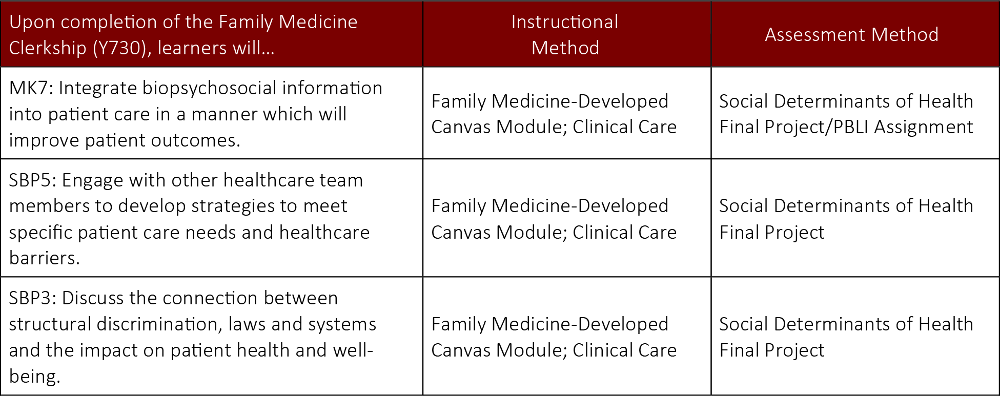 Upon completion of the Family Medicine
Clerkship (Y730), learners will...
Instructional
Method
Assessment Method
MK7: Integrate biopsychosocial information
into patient care in a manner which will
improve patient outcomes.
Family Medicine-Developed
Canvas Module; Clinical Care
Social Determinants of Health
Final Project/PBLI Assignment
SBP5: Engage with other healthcare team
members to develop strategies to meet
specific patient care needs and healthcare
barriers.
Family Medicine-Developed
Canvas Module; Clinical Care
Social Determinants of Health
Final Project
SBP3: Discuss the connection between
structural discrimination, laws and systems
and the impact on patient health and well-
being.
Family Medicine-Developed
Canvas Module; Clinical Care
Social Determinants of Health
Final Project